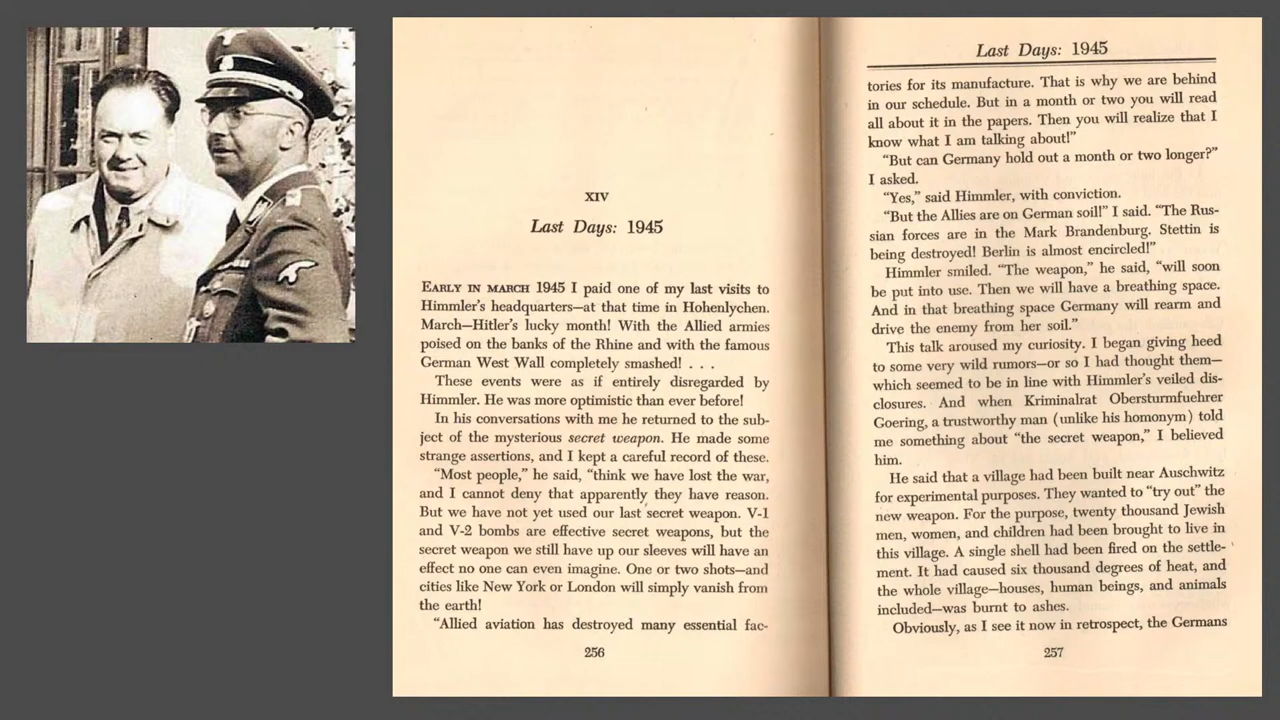 XIV
Last Days: 1945
EARLY IN MARCH 1945 I paid one of my last visits to
Himmler's headquarters—at that time in Hohenlychen.
March—Hitler's lucky month! With the Allied armies
poised on the banks of the Rhine and with the famous
German West Wall completely smashed! . . .
These events were as if entirely disregarded by
Himmler. He was more optimistic than ever before!
In his conversations with me he returned to the sub-
ject of the mysterious secret weapon. He made some
strange assertions, and I kept a careful record of these.
"Most people," he said, "think we have lost the war,
and I cannot deny that apparently they have reason.
But we have not yet used our last secret weapon. V-1
and V-2 bombs are effective secret weapons, but the
secret weapon we still have up our sleeves will have an
effect no one can even imagine. One or two shots—and
cities like New York or London will simply vanish from
the earth!
"Allied aviation has destroyed many essential fac-
256
Last Days: 1945
tories for its manufacture. That is why we are behind
in our schedule. But in a month or two you will read
all about it in the papers. Then you will realize that I
know what I am talking about!"
"But can Germany hold out a month or two longer?"
I asked.
"Yes," said Himmler, with conviction.
"But the Allies are on German soil!" I said. "The Rus-
sian forces are in the Mark Brandenburg. Stettin is
being destroyed! Berlin is almost encircled!"
Himmler smiled. "The weapon," he said, "will soon
be put into use. Then we will have a breathing space.
And in that breathing space Germany will rearm and
drive the enemy from her soil."
This talk aroused my curiosity. I began giving heed
to some very wild rumors—or so I had thought them—
which seemed to be in line with Himmler's veiled dis-
closures. And when Kriminalrat Obersturmfuehrer
Goering, a trustworthy man (unlike his homonym) told
me something about "the secret weapon," I believed
him.
He said that a village had been built near Auschwitz
for experimental purposes. They wanted to "try out" the
new weapon. For the purpose, twenty thousand Jewish
men, women, and children had been brought to live in
this village. A single shell had been fired on the settle-
ment. It had caused six thousand degrees of heat, and
the whole village—houses, human beings, and animals
included—was burnt to ashes.
Obviously, as I see it now in retrospect, the Germans
257